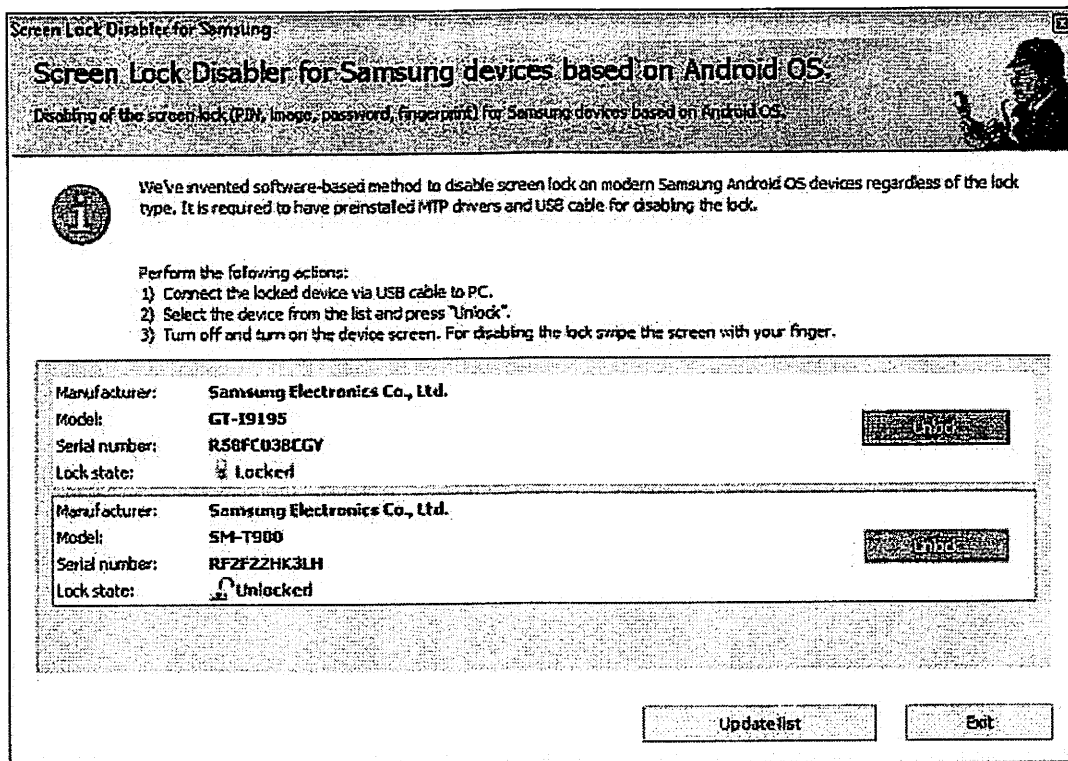 Screen Lock Disabler for Samsung
Screen Lock Disabler for Samsung devices based on Android OS.
Disabling of the screen lock (PIN, Image, password, fingerprint) for Samsung devices based on Android OS.
We've invented software-based method to disable screen lock on modern Samsung Android OS devices regardless of the lock
type. It is required to have preinstalled MTP drivers and USB cable for disabling the lock.
Perform the following actions:
1) Connect the locked device via USB cable to PC.
2) Select the device from the list and press "Unlock".
3) Turn off and turn on the device screen. For disabling the lock swipe the screen with your finger.
Manufacturer: Samsung Electronics Co., Ltd.
Model: GT-I9195
Unlock
Serial number: R58FC03BCGY
Lock state: Locked
Manufacturer: Samsung Electronics Co., Ltd.
Model: SM-T900
Unlock
Serial number: RF2F22HK3LH
Lock state: Unlocked
Update list Exit